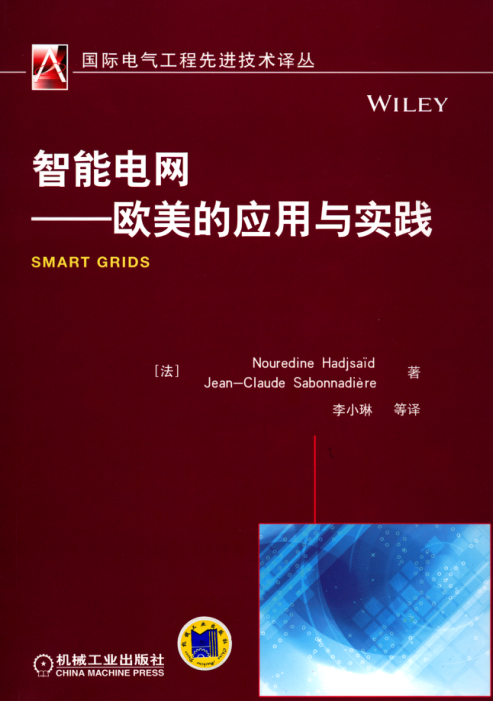 国际电气工程先进技术译丛
WILEY
智能电网
——欧美的应用与实践
SMART GRIDS
[法] Nouredine Hadjsaïd
Jean-Claude Sabonnadière 著
李小琳 等译
机械工业出版社
CHINA MACHINE PRESS